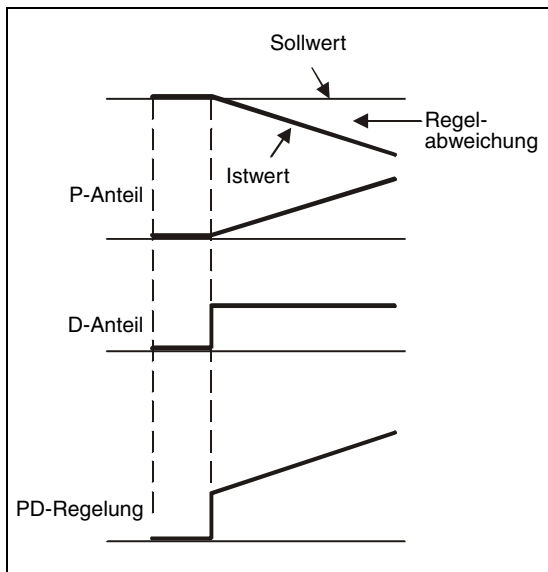 Sollwert
Regel-
abweichung
Istwert
P-Anteil
D-Anteil
PD-Regelung